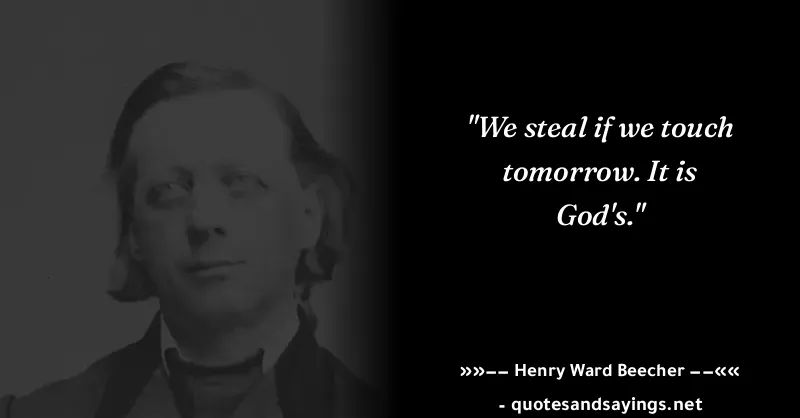 "We steal if we touch
tomorrow. It is
God's."
»»−− Henry Ward Beecher −−««
- quotesandsayings.net